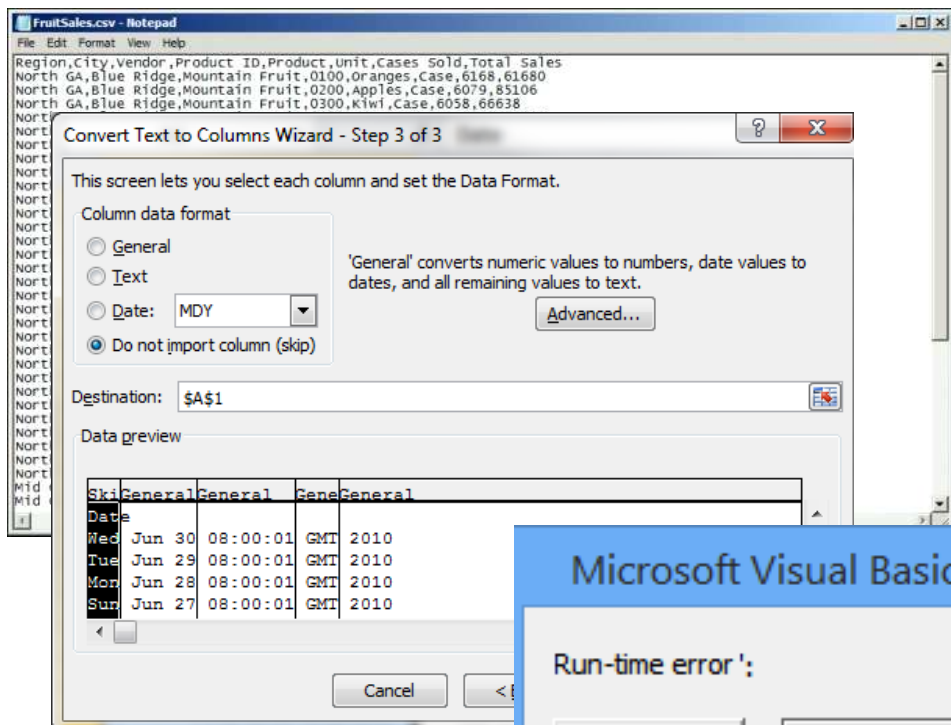 FruitSales.csv - Notepad
File Edit Format View Help
Region,City,Vendor,Product ID,Product,Unit,Cases Sold,Total Sales
North GA,Blue Ridge,Mountain Fruit,0100,Oranges,Case,6168,61680
North GA,Blue Ridge,Mountain Fruit,0200,Apples,Case,6079,85106
North GA,Blue Ridge,Mountain Fruit,0300,Kiwi,Case,6058,66638
Mid
Mid
Convert Text to Columns Wizard - Step 3 of 3
This screen lets you select each column and set the Data Format.
Column data format
General
Text
Date: MDY
Do not import column (skip)
'General' converts numeric values to numbers, date values to
dates, and all remaining values to text.
Advanced...
Destination: $A$1
Data preview
Ski General General Gene General
Date
Wed Jun 30 08:00:01 GMT 2010
Tue Jun 29 08:00:01 GMT 2010
Mon Jun 28 08:00:01 GMT 2010
Sun Jun 27 08:00:01 GMT 2010
Cancel
<
Microsoft Visual Basic
Run-time error ';